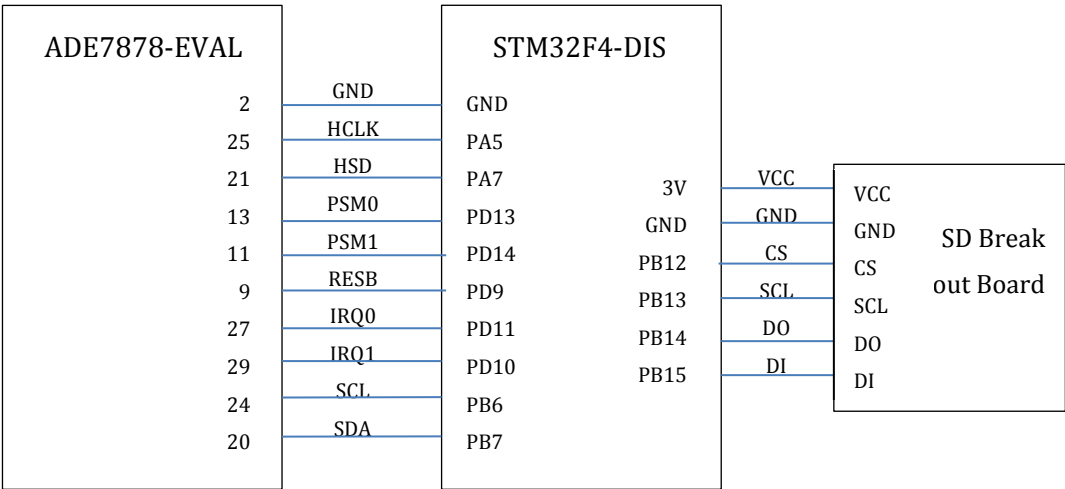 ADE7878-EVAL
STM32F4-DIS
2 GND GND
25 HCLK PA5
21 HSD PA7
13 PSM0 PD13
11 PSM1 PD14
9 RESB PD9
27 IRQ0 PD11
29 IRQ1 PD10
24 SCL PB6
20 SDA PB7
3V VCC VCC
GND GND GND
PB12 CS CS
PB13 SCL SCL
PB14 DO DO
PB15 DI DI
SD Break
out Board